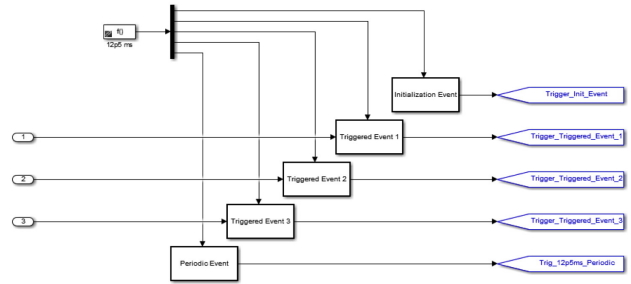 f()
12p5 ms
Initialization Event
Trigger_Init_Event
1
Triggered Event 1
Trigger_Triggered_Event_1
2
Triggered Event 2
Trigger_Triggered_Event_2
3
Triggered Event 3
Trigger_Triggered_Event_3
Periodic Event
Trig_12p5ms_Periodic